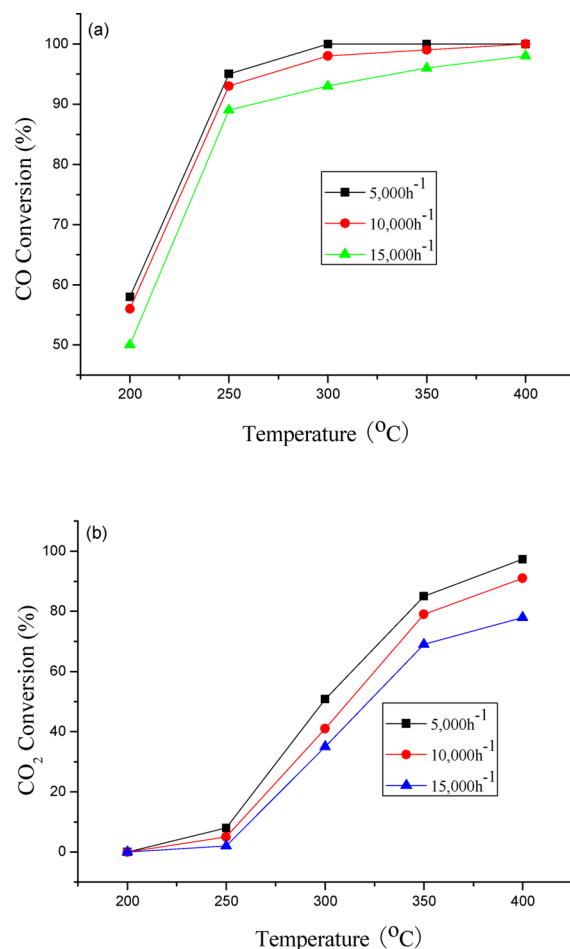 (a)
CO Conversion (%)
100
90
80
70
60
50
5,000h-1
10,000h-1
15,000h-1
200 250 300 350 400
Temperature (oC)
(b)
CO2 Conversion (%)
100
80
60
40
20
0
5,000h-1
10,000h-1
15,000h-1
200 250 300 350 400
Temperature (oC)